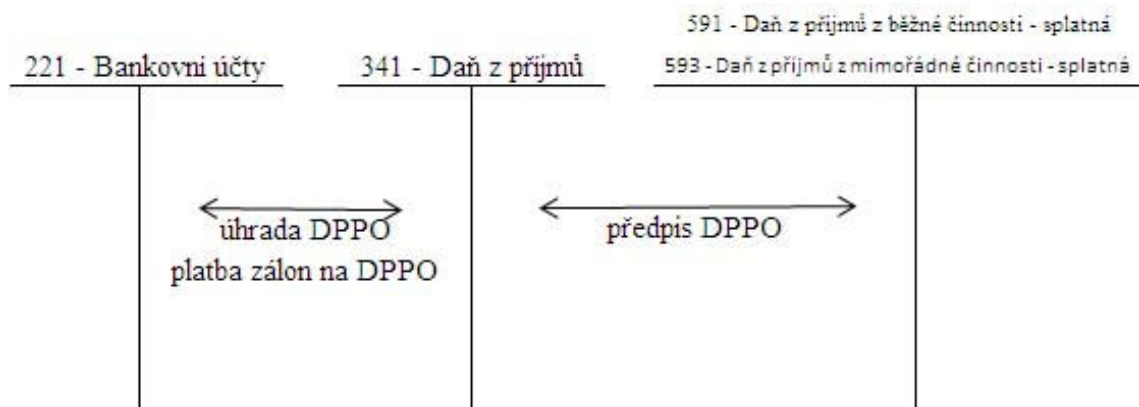 591 - Daň z příjmů z běžné činnosti - splatná
221 - Bankovní účty
341 - Daň z příjmů
593 - Daň z příjmů z mimořádné činnosti - splatná
úhrada DPPO
platba zálon na DPPO
předpis DPPO